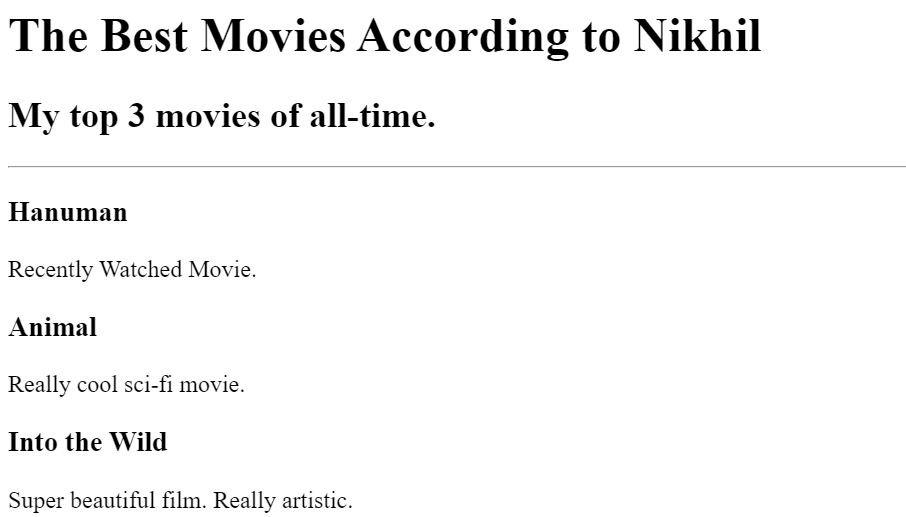 The Best Movies According to Nikhil
My top 3 movies of all-time.
Hanuman
Recently Watched Movie.
Animal
Really cool sci-fi movie.
Into the Wild
Super beautiful film. Really artistic.